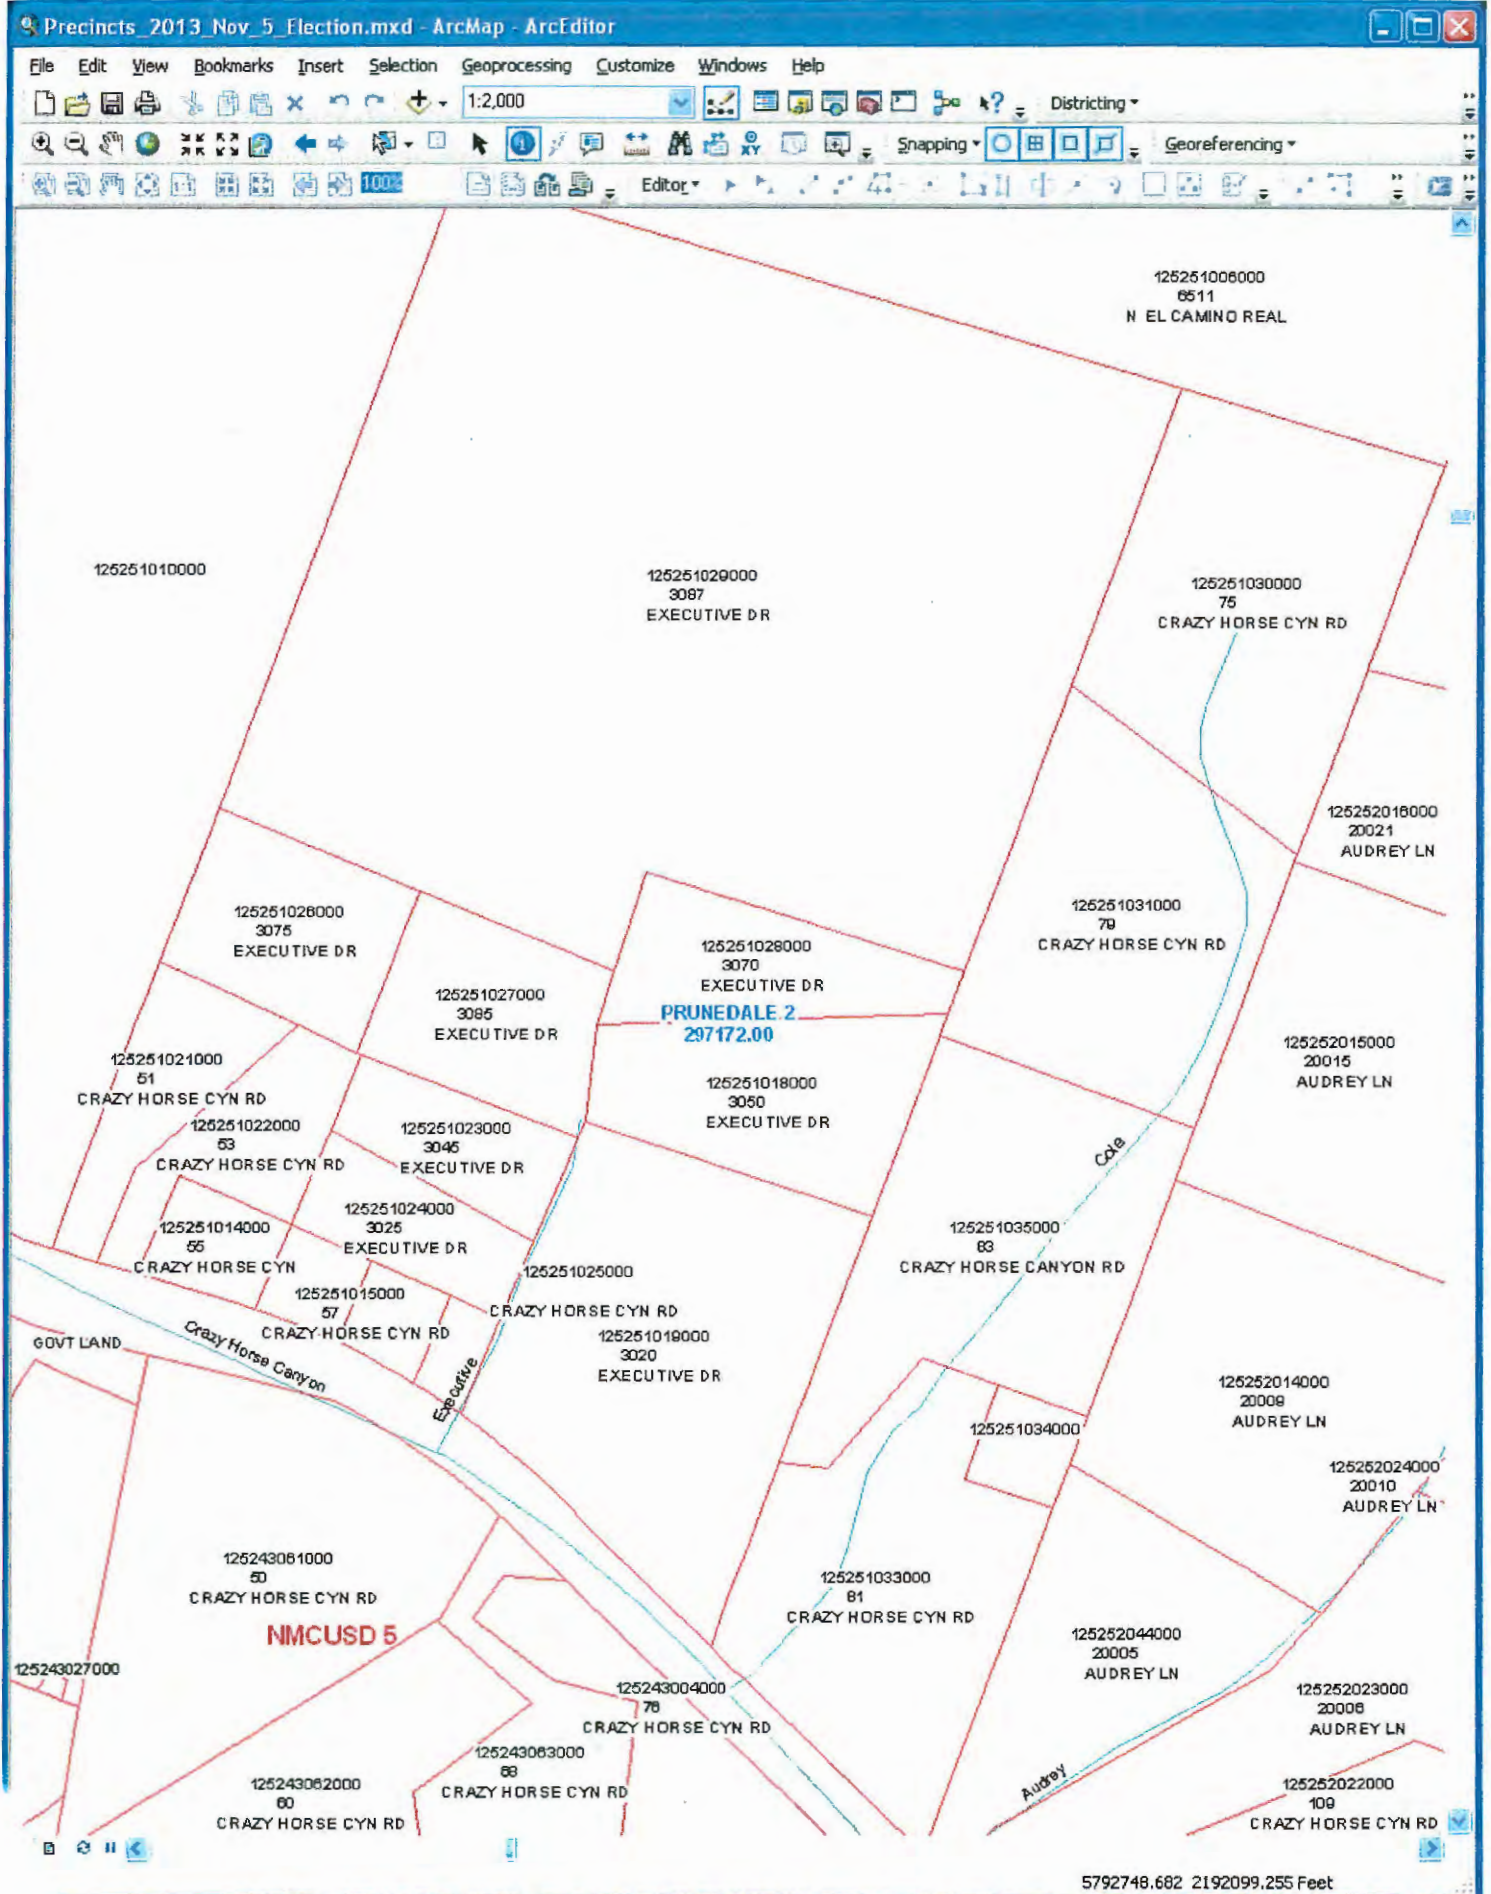 Precincts_2013_Nov_5_Election.mxd - ArcMap - ArcEditor
File Edit View Bookmarks Insert Selection Geoprocessing Customize Windows Help
1:2,000
Districting
Snapping
Georeferencing
100%
Editor
125251006000
6511
N EL CAMINO REAL
125251010000
125251029000
3087
EXECUTIVE DR
125251030000
75
CRAZY HORSE CYN RD
125252016000
20021
AUDREY LN
125251026000
3075
EXECUTIVE DR
125251031000
79
CRAZY HORSE CYN RD
125251028000
3070
EXECUTIVE DR
125251027000
3085
EXECUTIVE DR
PRUNEDALE 2
297172.00
125252015000
20015
AUDREY LN
125251021000
51
CRAZY HORSE CYN RD
125251018000
3050
EXECUTIVE DR
125251022000
53
CRAZY HORSE CYN RD
125251023000
3045
EXECUTIVE DR
Cole
125251024000
3025
EXECUTIVE DR
125251014000
55
CRAZY HORSE CYN
125251035000
83
CRAZY HORSE CANYON RD
125251025000
CRAZY HORSE CYN RD
125251015000
57
CRAZY HORSE CYN RD
GOVT LAND
Crazy Horse Canyon
Executive
125251019000
3020
EXECUTIVE DR
125252014000
20009
AUDREY LN
125251034000
125252024000
20010
AUDREY LN
125243061000
50
CRAZY HORSE CYN RD
NMCUSD 5
125251033000
81
CRAZY HORSE CYN RD
125252044000
20005
AUDREY LN
125243027000
125243004000
76
CRAZY HORSE CYN RD
125252023000
20006
AUDREY LN
125243063000
68
CRAZY HORSE CYN RD
Audrey
125243062000
60
CRAZY HORSE CYN RD
125252022000
109
CRAZY HORSE CYN RD
5792748.682 2192099.255 Feet